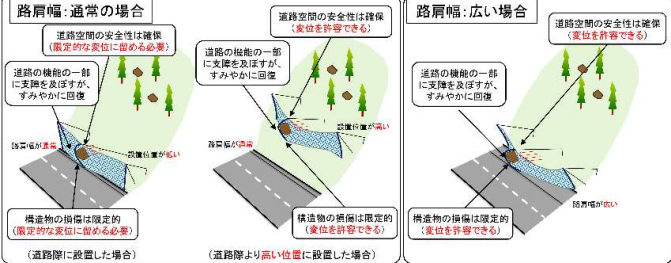 路肩幅：通常の場合
道路空間の安全性は確保
(限定的な変位に留める必要)
道路の機能の一部
に支障を及ぼすが、
すみやかに回復
路肩幅が通常
設置位置が低い
構造物の損傷は限定的
(限定的な変位に留める必要)
(道路際に設置した場合)
道路空間の安全性は確保
(変位を許容できる)
道路の機能の一部
に支障を及ぼすが、
すみやかに回復
設置位置が高い
路肩幅が通常
構造物の損傷は限定的
(変位を許容できる)
(道路際より高い位置に設置した場合)
路肩幅：広い場合
道路空間の安全性は確保
(変位を許容できる)
道路の機能の一部
に支障を及ぼすが、
すみやかに回復
路肩幅が広い
構造物の損傷は限定的
(変位を許容できる)